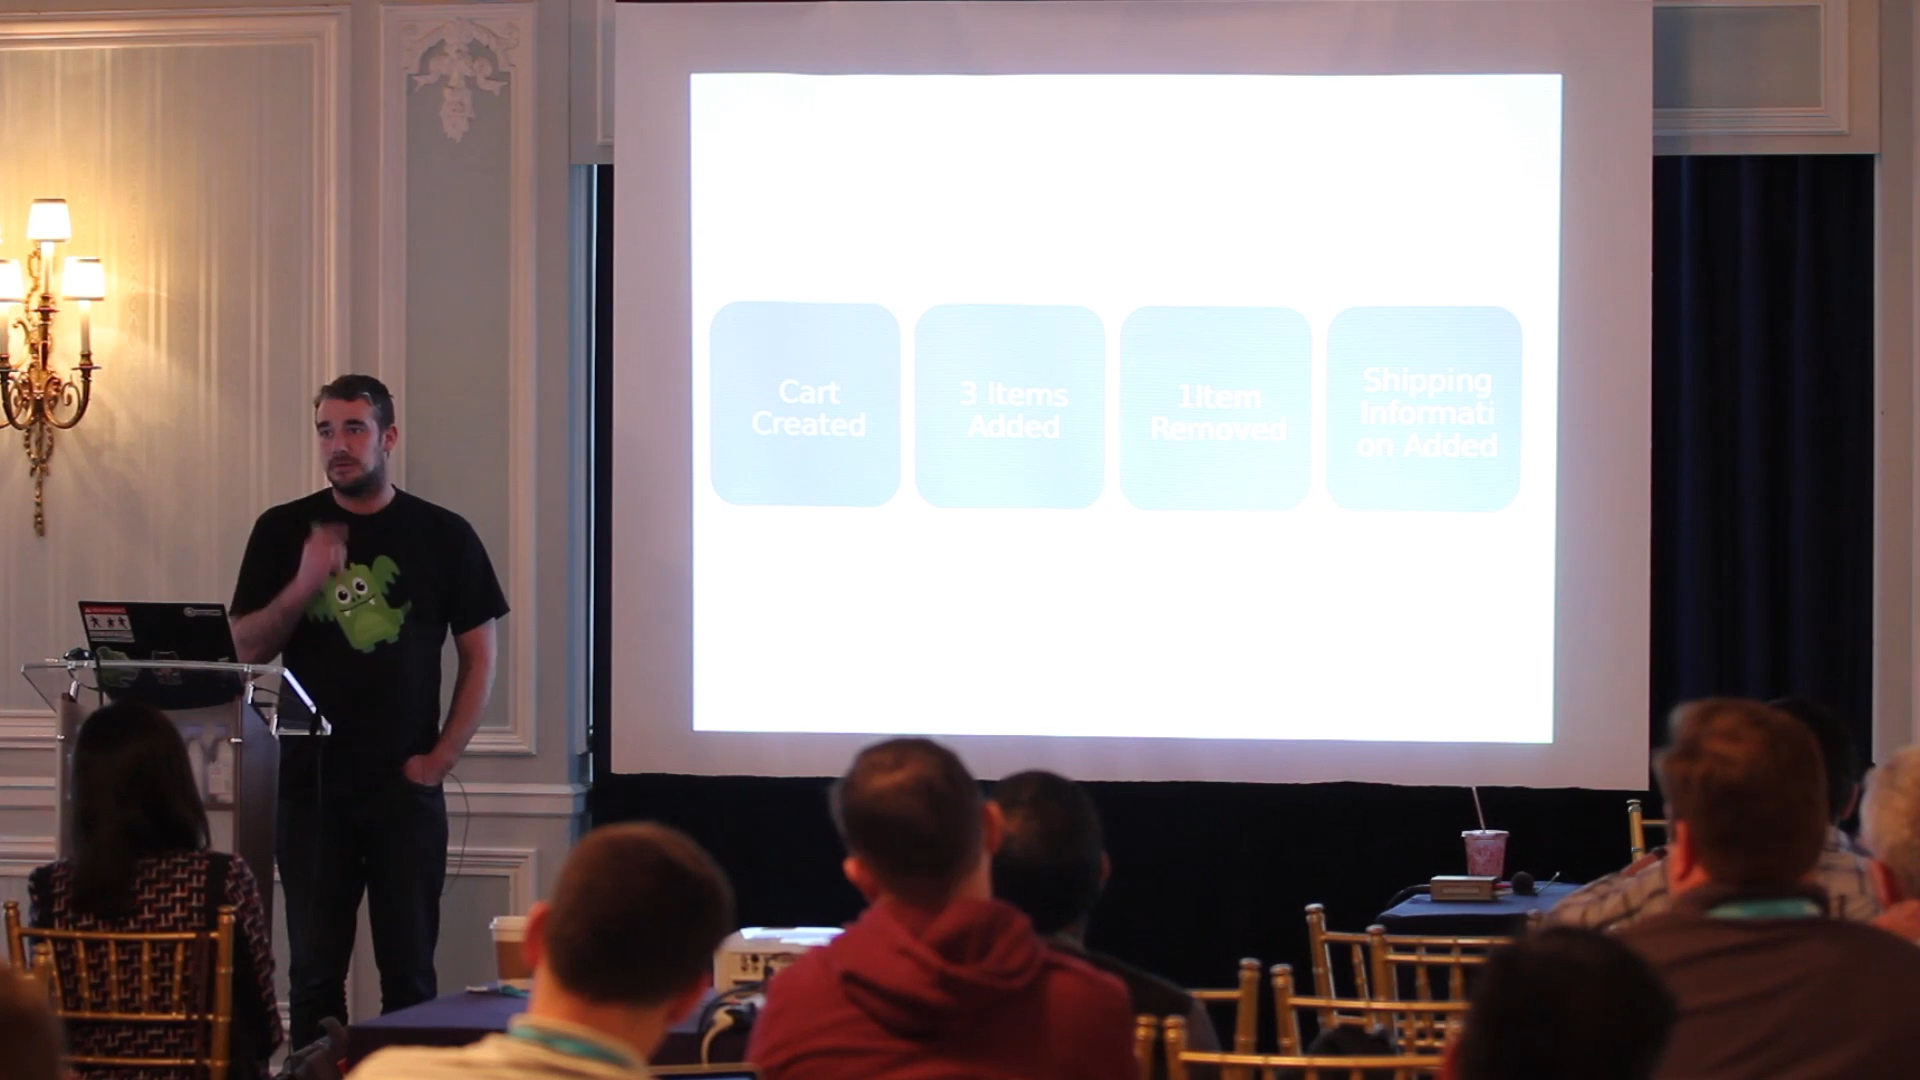 Cart
Created
3 Items
Added
1Item
Removed
Shipping
Informati
on Added